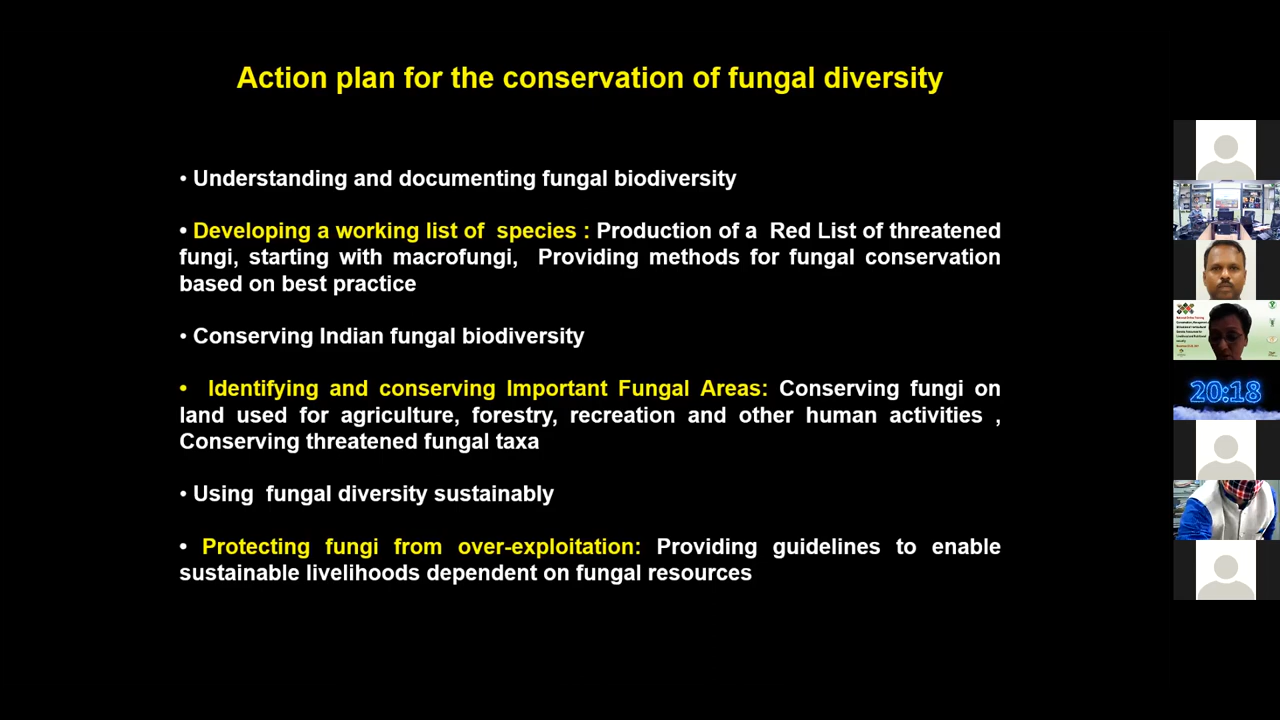 Action plan for the conservation of fungal diversity
• Understanding and documenting fungal biodiversity
• Developing a working list of species : Production of a Red List of threatened
fungi, starting with macrofungi, Providing methods for fungal conservation
based on best practice
• Conserving Indian fungal biodiversity
• Identifying and conserving Important Fungal Areas: Conserving fungi on
land used for agriculture, forestry, recreation and other human activities ,
Conserving threatened fungal taxa
• Using fungal diversity sustainably
• Protecting fungi from over-exploitation: Providing guidelines to enable
sustainable livelihoods dependent on fungal resources
20:18